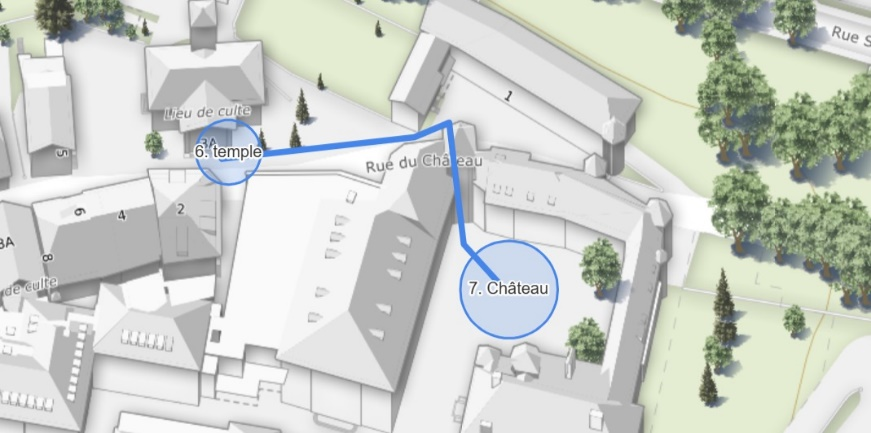 Rue S
1
Lieu de culte
3A
6. temple
5
Rue du Château
6
4
2
3A
8
de culte
7. Château